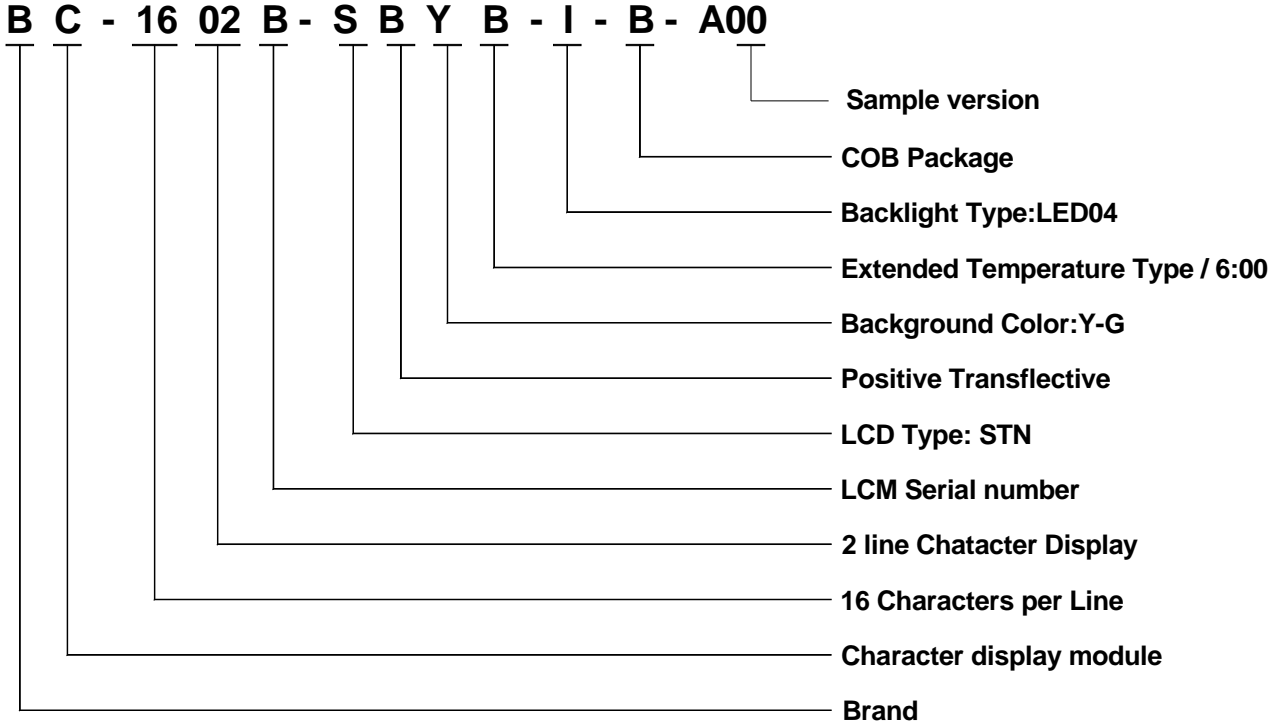 B C - 16 02 B - S B Y B - I - B - A00
Sample version
COB Package
Backlight Type:LED04
Extended Temperature Type / 6:00
Background Color:Y-G
Positive Transflective
LCD Type: STN
LCM Serial number
2 line Chatacter Display
16 Characters per Line
Character display module
Brand